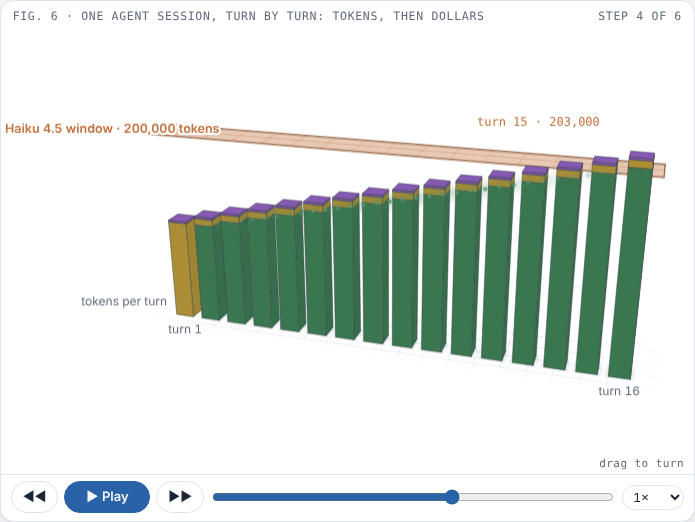 FIG. 6 · ONE AGENT SESSION, TURN BY TURN: TOKENS, THEN DOLLARS
STEP 4 OF 6
turn 15 · 203,000
Haiku 4.5 window · 200,000 tokens
tokens per turn
turn 1
turn 16
drag to turn
Play
1×